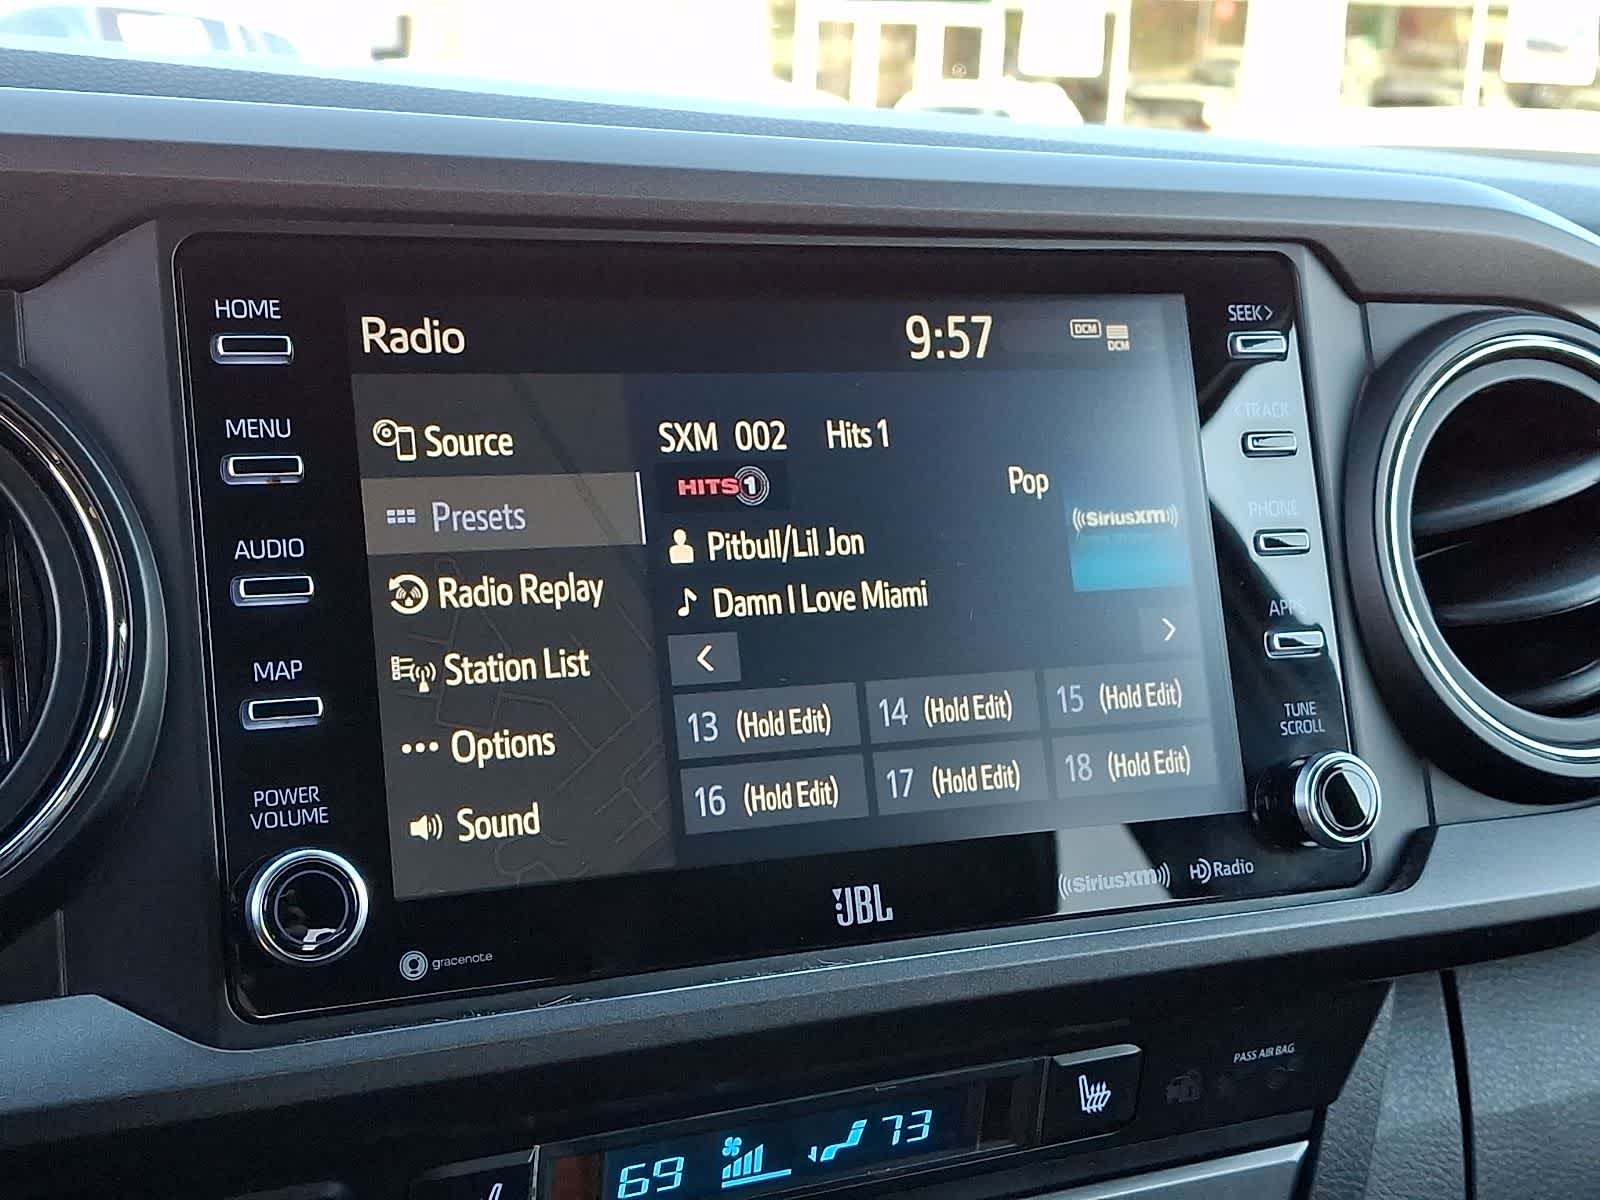 HOME
MENU
AUDIO
MAP
POWER
VOLUME
Radio
9:57
DCM
DCM
Source
Presets
Radio Replay
Station List
Options
Sound
SXM 002 Hits 1
HITS 1
Pop
((SiriusXM))
Pitbull/Lil Jon
Damn I Love Miami
<
>
13 (Hold Edit)
14 (Hold Edit)
15 (Hold Edit)
16 (Hold Edit)
17 (Hold Edit)
18 (Hold Edit)
SEEK>
<TRACK
PHONE
APPS
TUNE
SCROLL
gracenote
JBL
((SiriusXM))
HD Radio
PASS AIR BAG
69
73